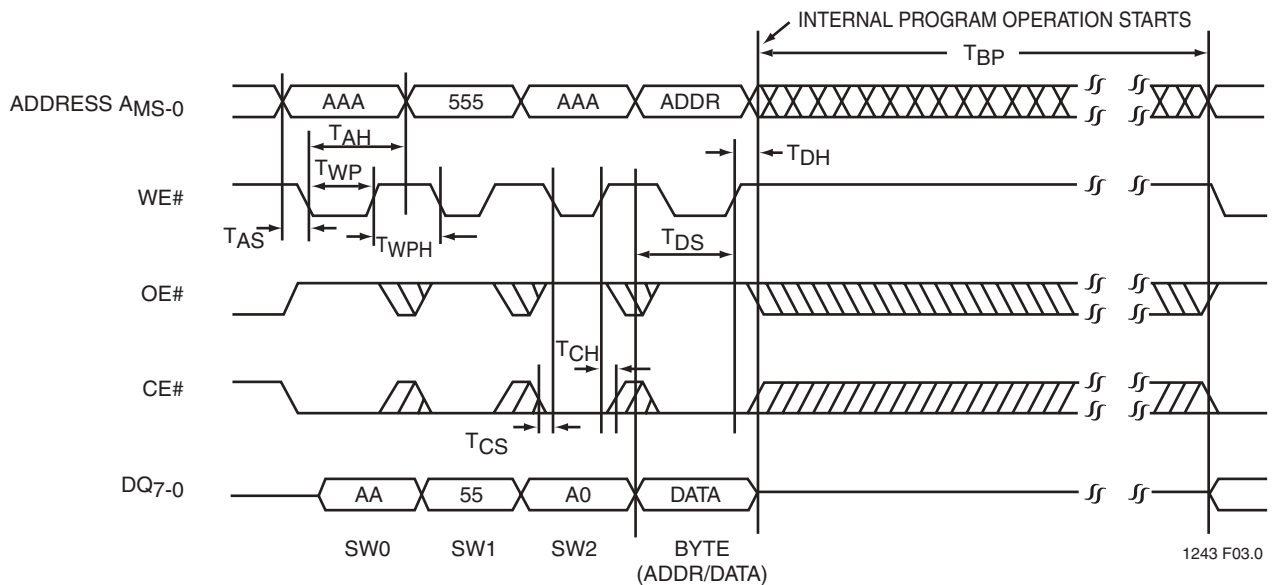 INTERNAL PROGRAM OPERATION STARTS
TBP
ADDRESS AMS-0
AAA
555
AAA
ADDR
TAH
TDH
TWP
WE#
TAS
TWPH
TDS
OE#
TCH
CE#
TCS
DQ7-0
AA
55
A0
DATA
SW0
SW1
SW2
BYTE
(ADDR/DATA)
1243 F03.0